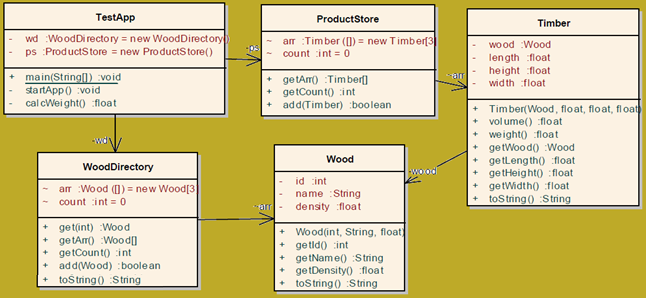 TestApp
- wd :WoodDirectory = new WoodDirectory()
- ps :ProductStore = new ProductStore()
+ main(String[]) :void
- startApp() :void
- calcWeight() :float
ProductStore
~ arr :Timber ([]) = new Timber[3]
~ count :int = 0
+ getArr() :Timber[]
+ getCount() :int
+ add(Timber) :boolean
Timber
- wood :Wood
- length :float
- height :float
- width :float
+ Timber(Wood, float, float, float)
+ volume() :float
+ weight() :float
+ getWood() :Wood
+ getLength() :float
+ getHeight() :float
+ getWidth() :float
+ toString() :String
-ps
~arr
-wd
-wood
WoodDirectory
~ arr :Wood ([]) = new Wood[3]
~ count :int = 0
+ get(int) :Wood
+ getArr() :Wood[]
+ getCount() :int
+ add(Wood) :boolean
+ toString() :String
~arr
Wood
- id :int
- name :String
- density :float
+ Wood(int, String, float)
+ getId() :int
+ getName() :String
+ getDensity() :float
+ toString() :String